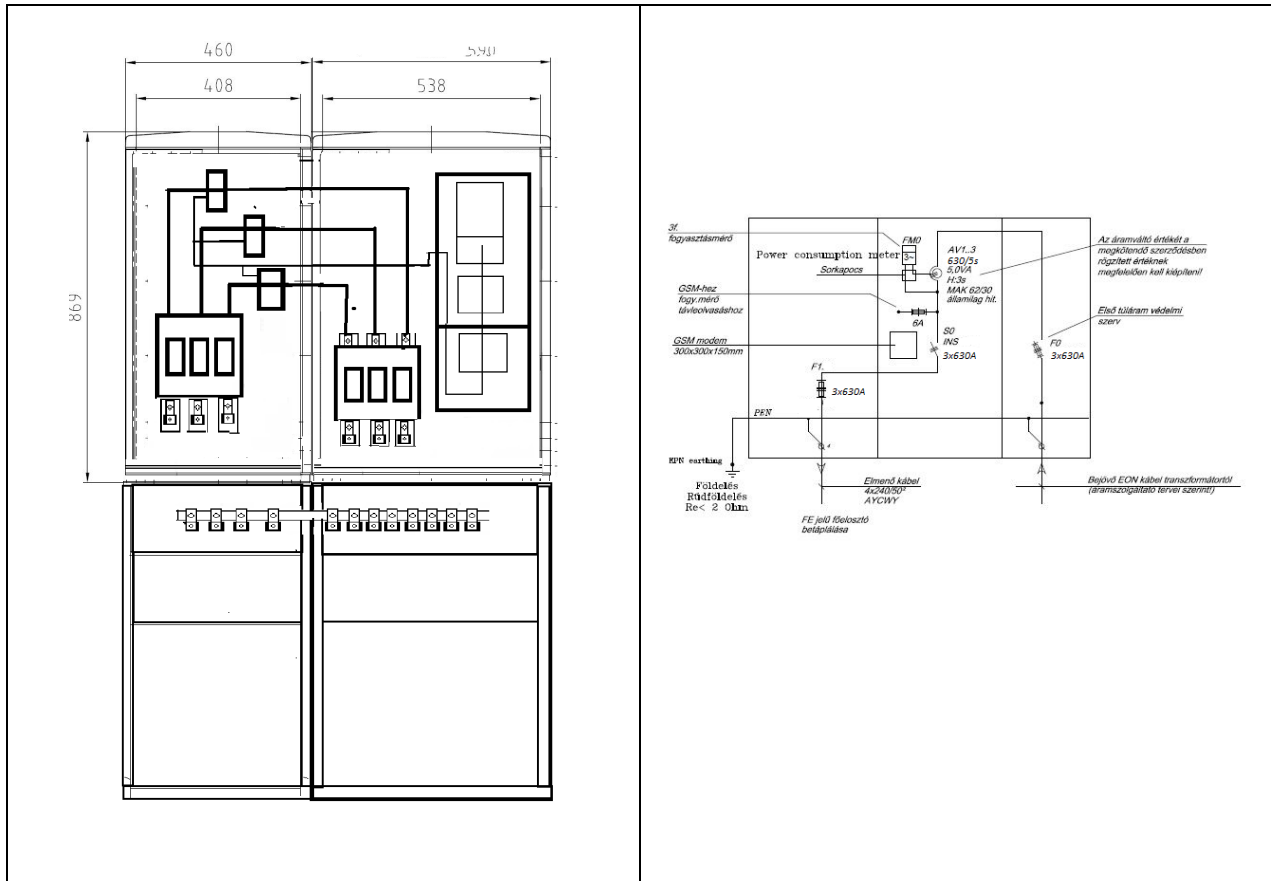 460
590
408
538
869
3f.
fogyasztásmérő
Power consumption meter
Sorkapocs
GSM-hez
fogy.mérő
távleolvasáshoz
GSM modem
300x300x150mm
FM0
3~
AV1..3
630/5s
5,0VA
H:3s
MAK 62/30
államilag hit.
6A
S0
INS
3x630A
F1.
3x630A
Az áramváltó értékét a
megkötendő szerződésben
rögzített értéknek
megfelelően kell kiépíteni!
Első túláram védelmi
szerv
F0
3x630A
PEN
EPN earthing
Földelés
Rúdföldelés
Re< 2 Ohm
4
Elmenő kábel
4x240/50²
AYCWY
FE jelű főelosztó
betáplálása
Bejövő EON kábel transzformátortól
(áramszolgáltató tervei szerint!)